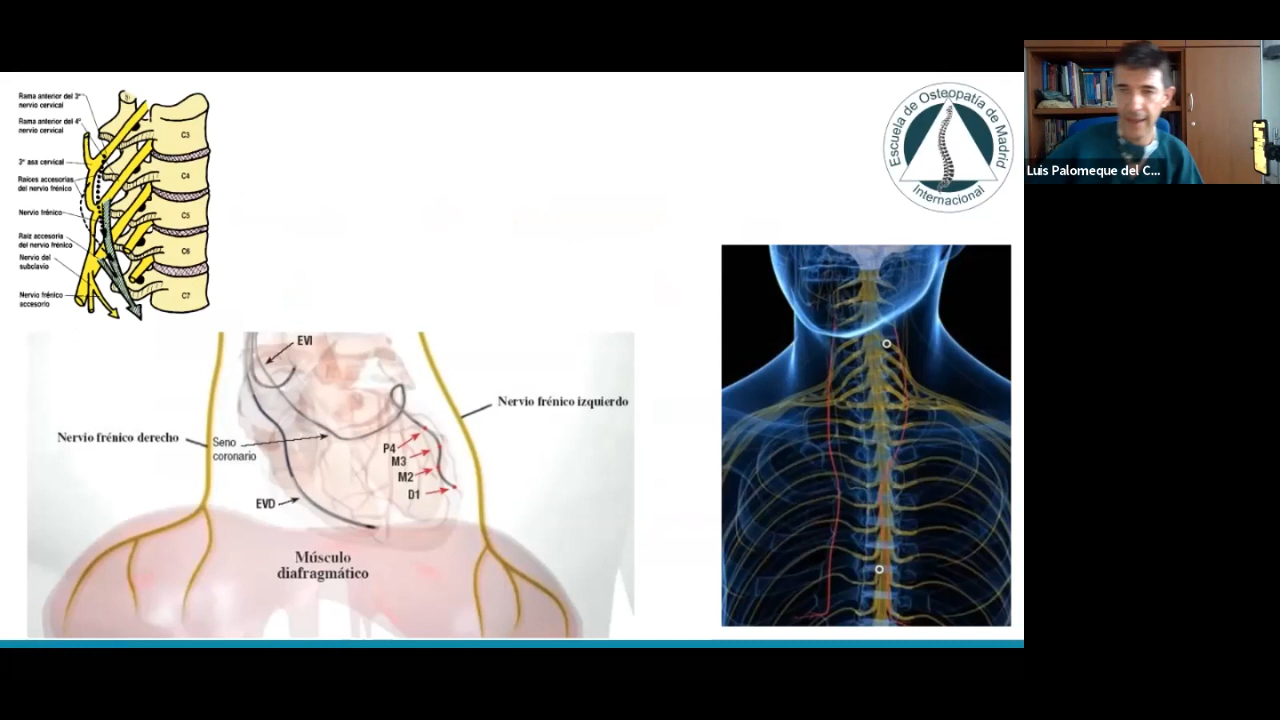 Rama anterior del 3º
nervio cervical
Rama anterior del 4º
nervio cervical
3º asa cervical
Raíces accesorias
del nervio frénico
Nervio frénico
Raíz accesoria
del nervio frénico
Nervio del
subclavio
Nervio frénico
accesorio
C3
C4
C5
C6
C7
Escuela de Osteopatía de Madrid
Internacional
Luis Palomeque del C...
EVI
Nervio frénico izquierdo
Nervio frénico derecho
Seno
coronario
P4
M3
M2
D1
EVD
Músculo
diafragmático